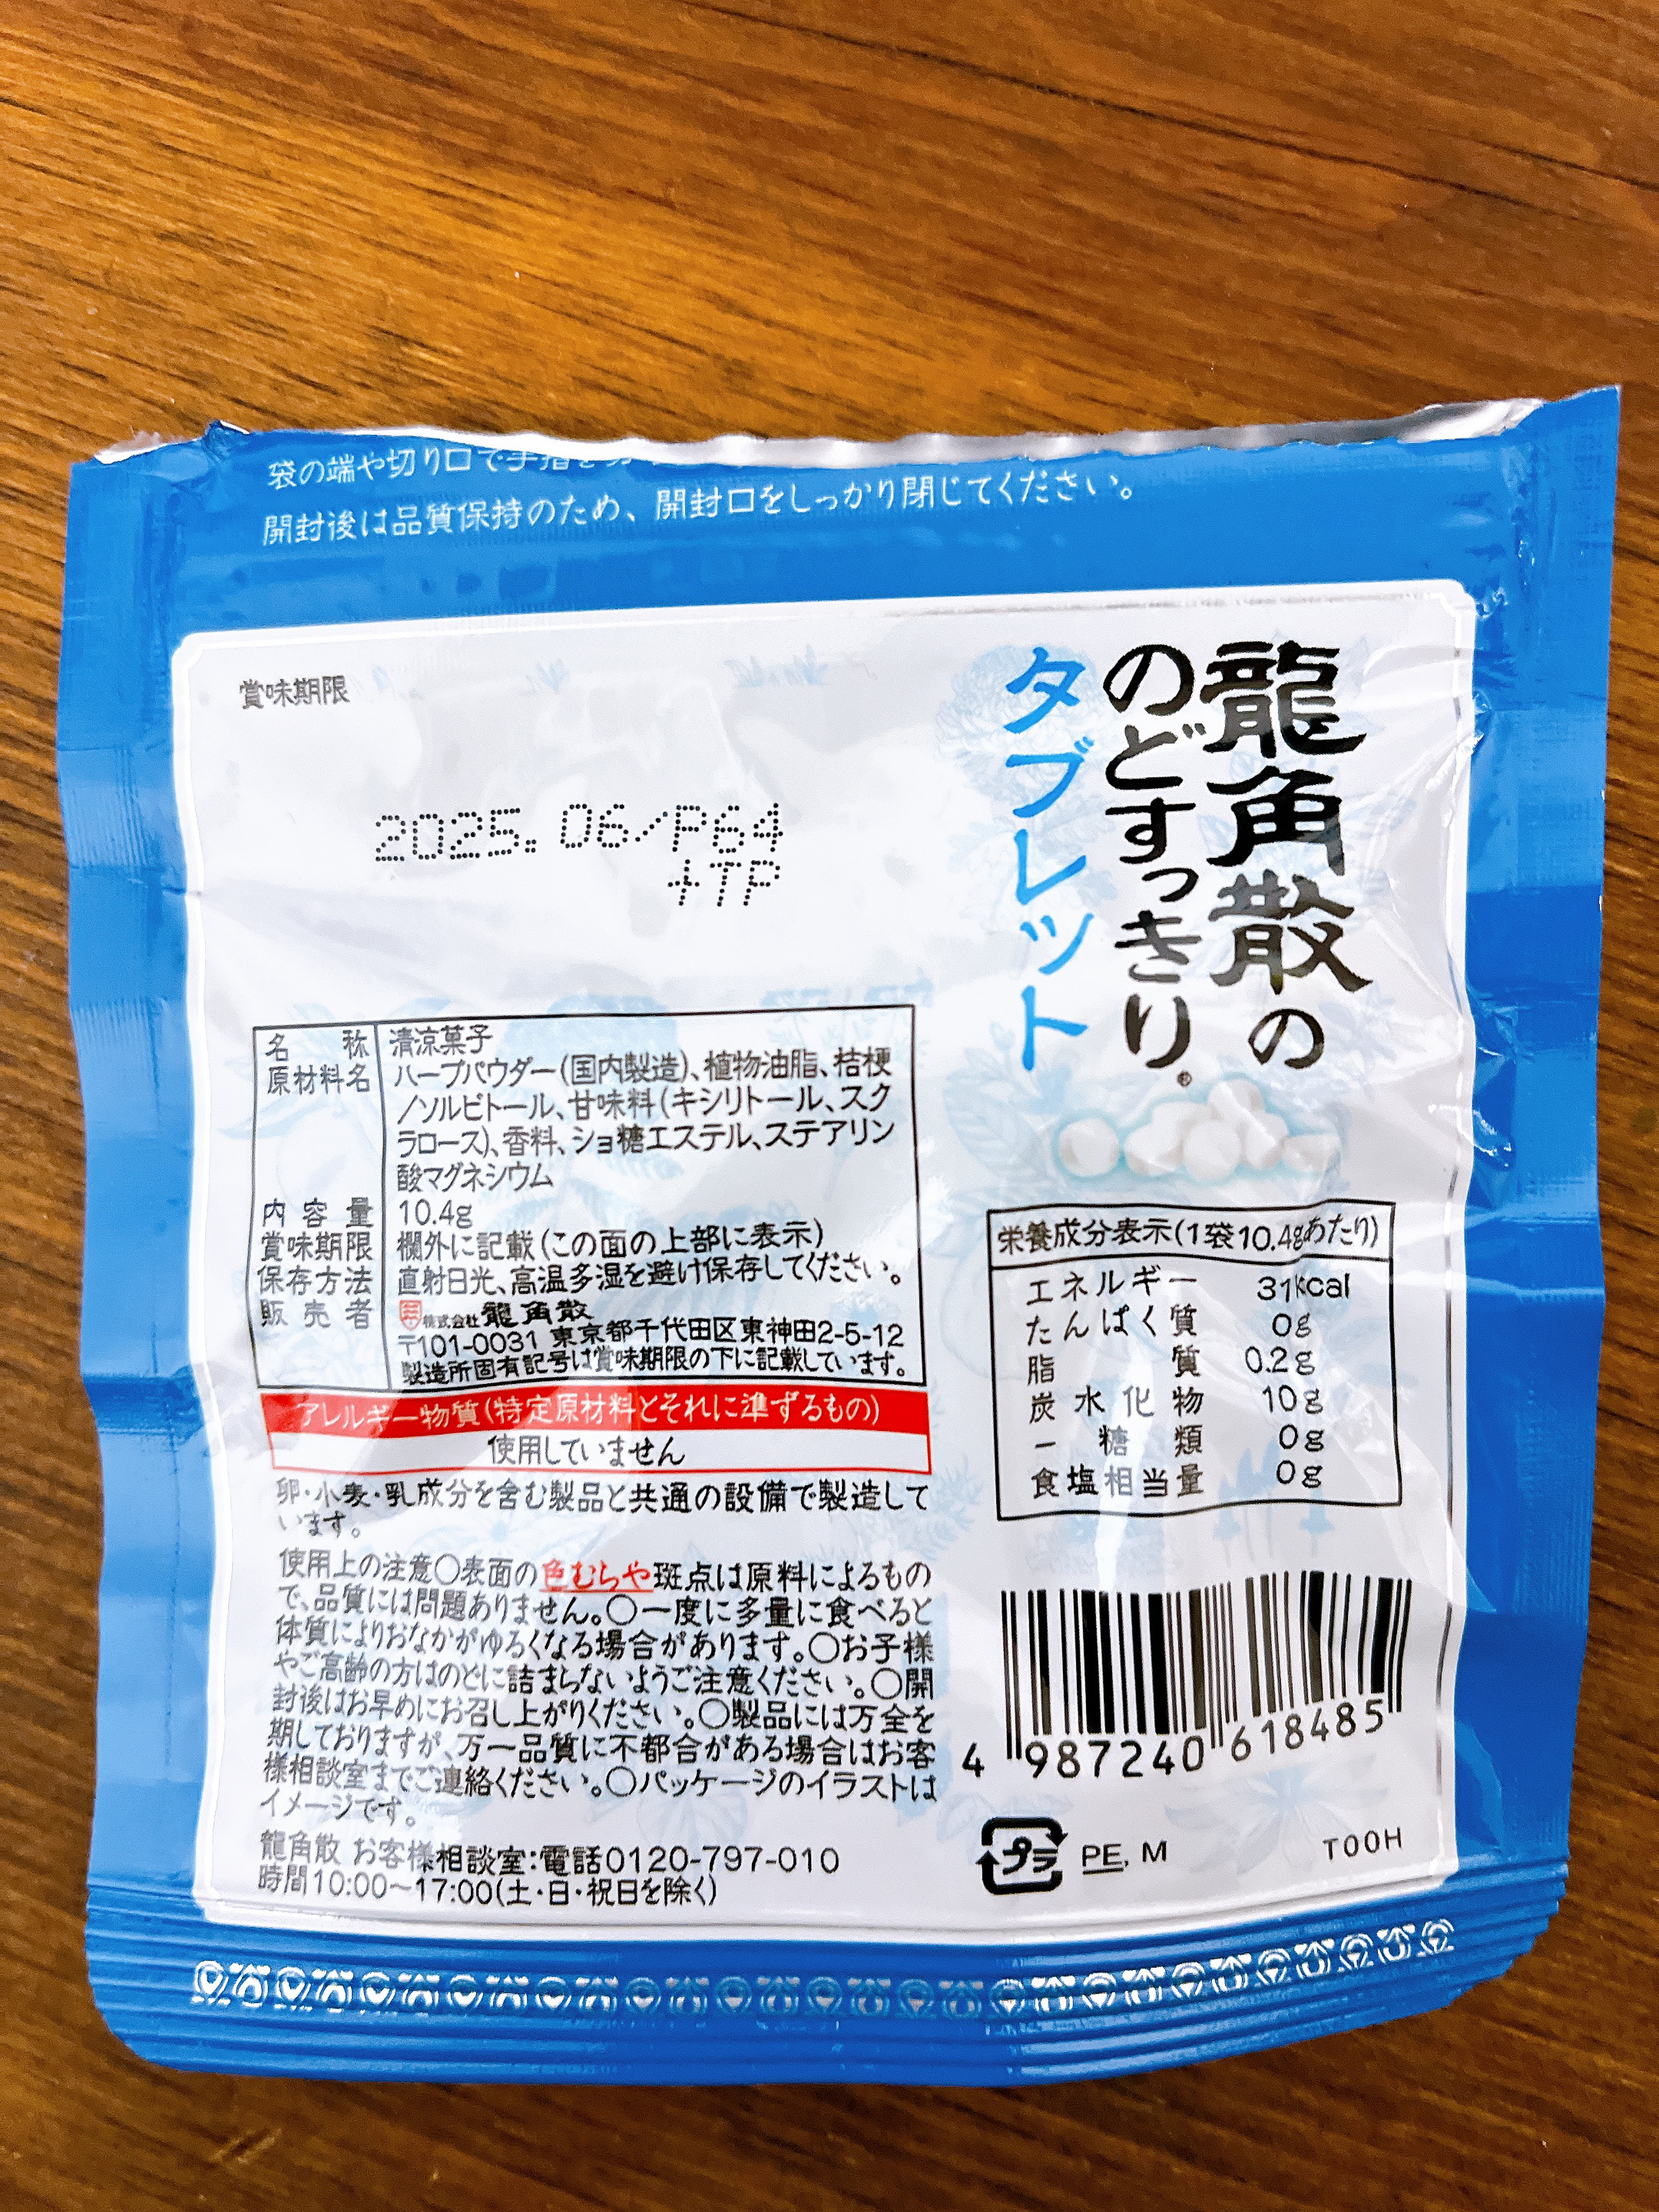 袋の端や切り口で手指を
開封後は品質保持のため、開封口をしっかり閉じてください。
龍角散の
のどすっきり®
タブレット
賞味期限
2025.06/P64
+TP
名称 清涼菓子
原材料名 ハーブパウダー(国内製造)、植物油脂、桔梗
/ソルビトール、甘味料(キシリトール、スク
ラロース)、香料、ショ糖エステル、ステアリン
酸マグネシウム
内容量 10.4g
賞味期限 欄外に記載(この面の上部に表示)
保存方法 直射日光、高温多湿を避け保存してください。
販売者 株式会社龍角散
〒101-0031 東京都千代田区東神田2-5-12
製造所固有記号は賞味期限の下に記載しています。
アレルギー物質(特定原材料とそれに準ずるもの)
使用していません
卵・小麦・乳成分を含む製品と共通の設備で製造して
います。
使用上の注意〇表面の色むらや斑点は原料によるもの
で、品質には問題ありません。〇一度に多量に食べると
体質によりおなかがゆるくなる場合があります。〇お子様
やご高齢の方はのどに詰まらないようご注意ください。〇開
封後はお早めにお召し上がりください。〇製品には万全を
期しておりますが、万一品質に不都合がある場合はお客
様相談室までご連絡ください。〇パッケージのイラストは
イメージです。
龍角散 お客様相談室:電話0120-797-010
時間10:00~17:00(土・日・祝日を除く)
栄養成分表示(1袋10.4gあたり)
エネルギー 31kcal
たんぱく質 0g
脂質 0.2g
炭水化物 10g
－糖類 0g
食塩相当量 0g
4 987240 618485
プラ PE, M
T00H